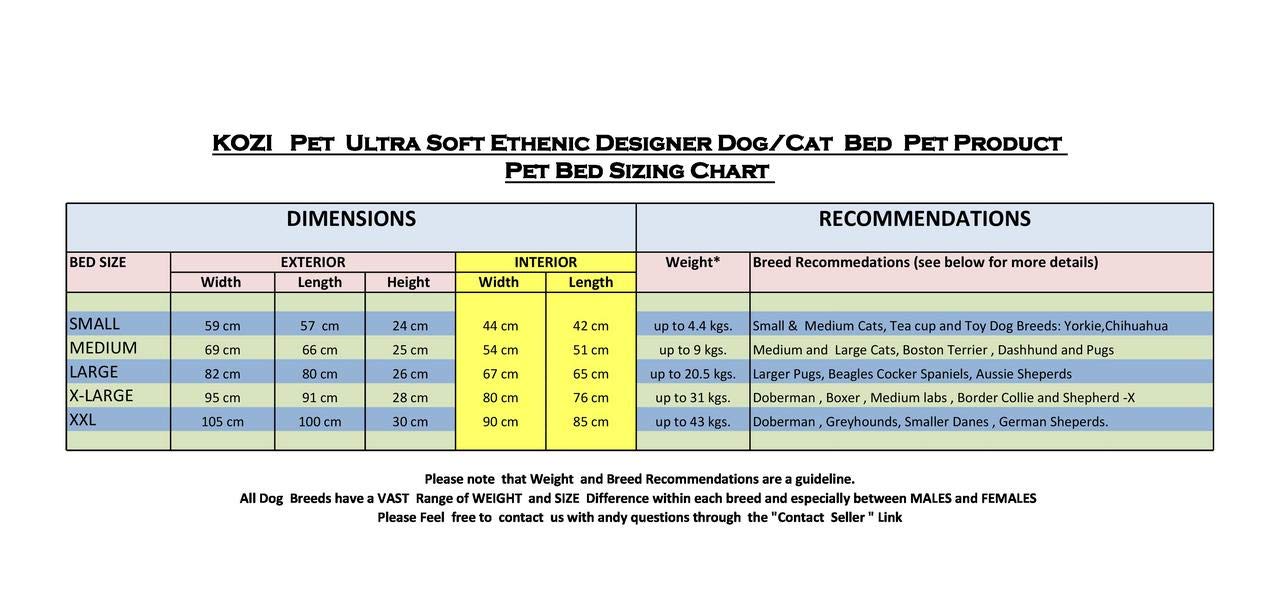 KOZI Pet Ultra Soft Ethenic Designer Dog/Cat Bed Pet Product
Pet Bed Sizing Chart
DIMENSIONS RECOMMENDATIONS
BED SIZE EXTERIOR INTERIOR Weight* Breed Recommedations (see below for more details)
Width Length Height Width Length
SMALL 59 cm 57 cm 24 cm 44 cm 42 cm up to 4.4 kgs. Small & Medium Cats, Tea cup and Toy Dog Breeds: Yorkie,Chihuahua
MEDIUM 69 cm 66 cm 25 cm 54 cm 51 cm up to 9 kgs. Medium and Large Cats, Boston Terrier , Dashhund and Pugs
LARGE 82 cm 80 cm 26 cm 67 cm 65 cm up to 20.5 kgs. Larger Pugs, Beagles Cocker Spaniels, Aussie Sheperds
X-LARGE 95 cm 91 cm 28 cm 80 cm 76 cm up to 31 kgs. Doberman , Boxer , Medium labs , Border Collie and Shepherd -X
XXL 105 cm 100 cm 30 cm 90 cm 85 cm up to 43 kgs. Doberman , Greyhounds, Smaller Danes , German Sheperds.
Please note that Weight and Breed Recommendations are a guideline.
All Dog Breeds have a VAST Range of WEIGHT and SIZE Difference within each breed and especially between MALES and FEMALES
Please Feel free to contact us with andy questions through the "Contact Seller " Link